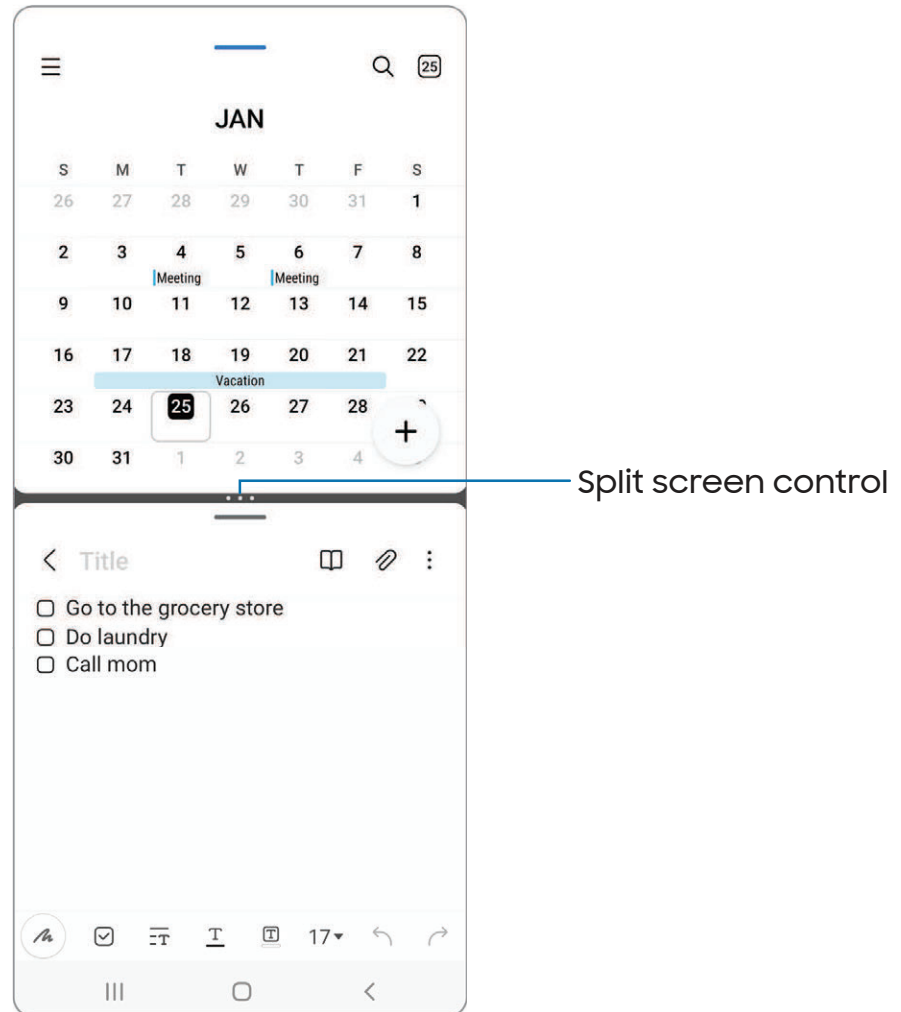 25
JAN
S M T W T F S
26 27 28 29 30 31 1
2 3 4 5 6 7 8
Meeting Meeting
9 10 11 12 13 14 15
16 17 18 19 20 21 22
Vacation
23 24 25 26 27 28
30 31 1 2 3 4
Split screen control
Title
Go to the grocery store
Do laundry
Call mom
T T T 17